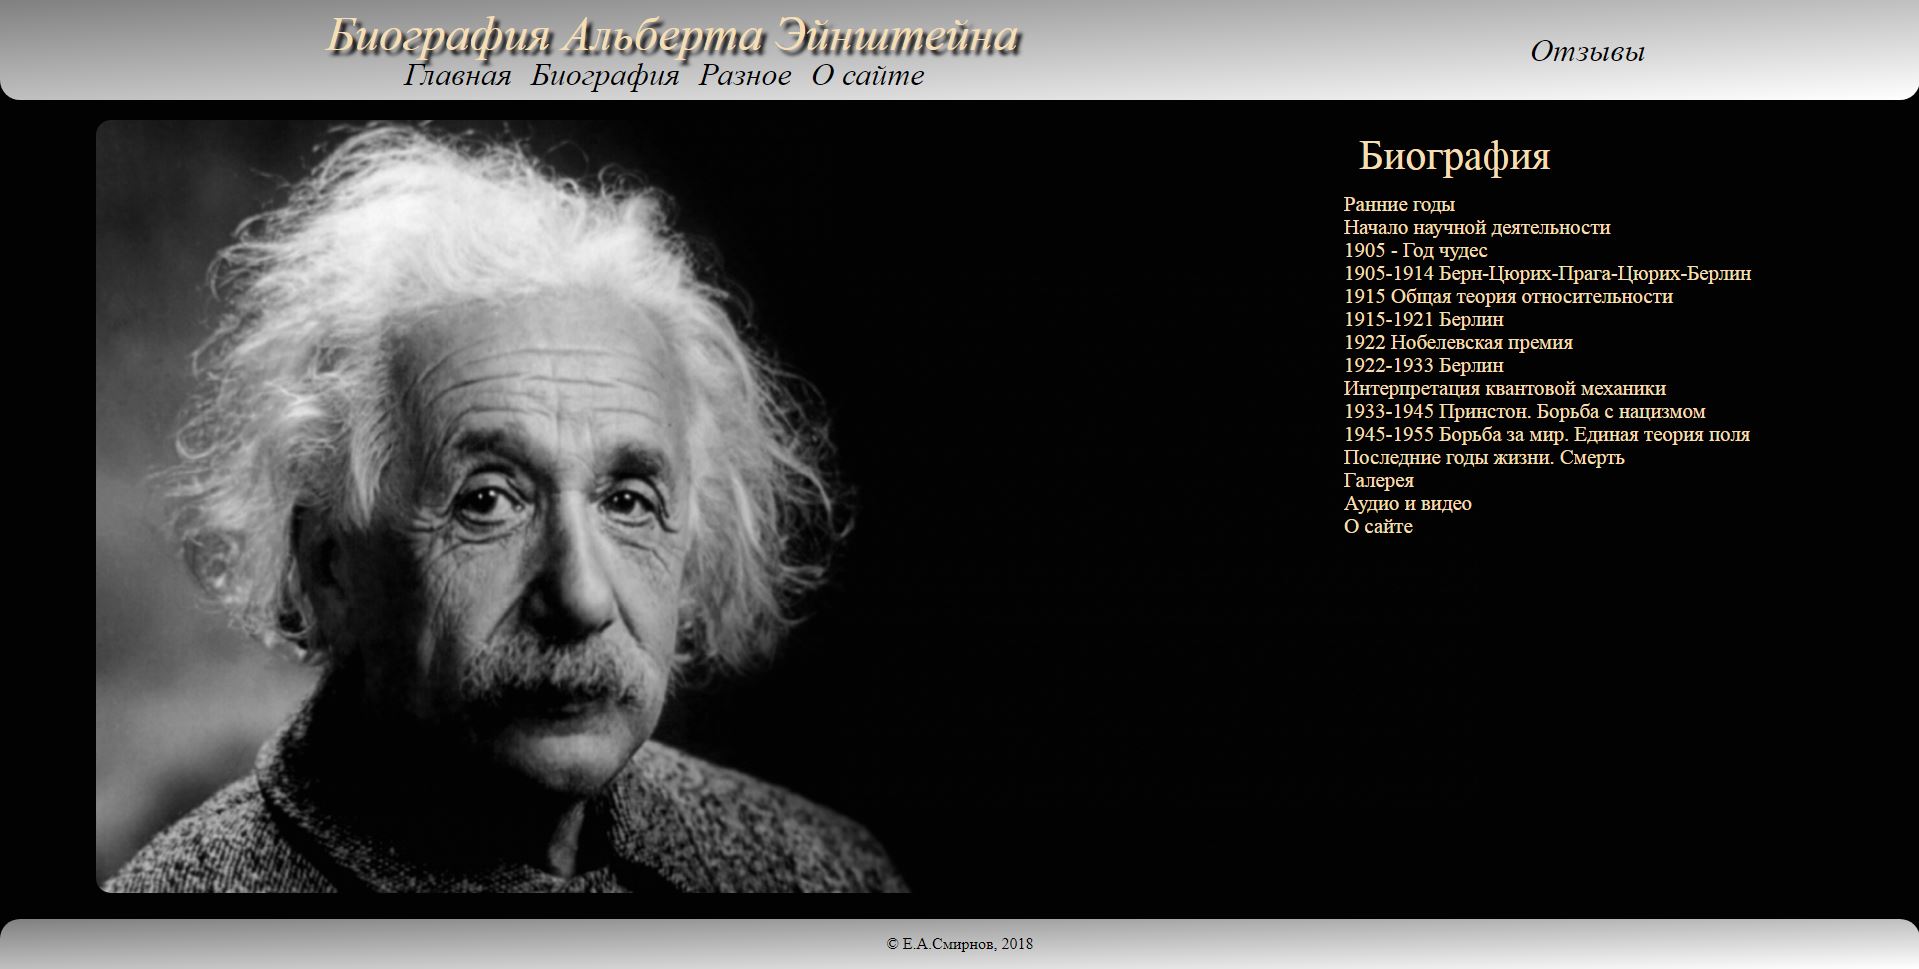 Биография Альберта Эйнштейна
Главная Биография Разное О сайте
Отзывы
Биография
Ранние годы
Начало научной деятельности
1905 - Год чудес
1905-1914 Берн-Цюрих-Прага-Цюрих-Берлин
1915 Общая теория относительности
1915-1921 Берлин
1922 Нобелевская премия
1922-1933 Берлин
Интерпретация квантовой механики
1933-1945 Принстон. Борьба с нацизмом
1945-1955 Борьба за мир. Единая теория поля
Последние годы жизни. Смерть
Галерея
Аудио и видео
О сайте
© Е.А.Смирнов, 2018